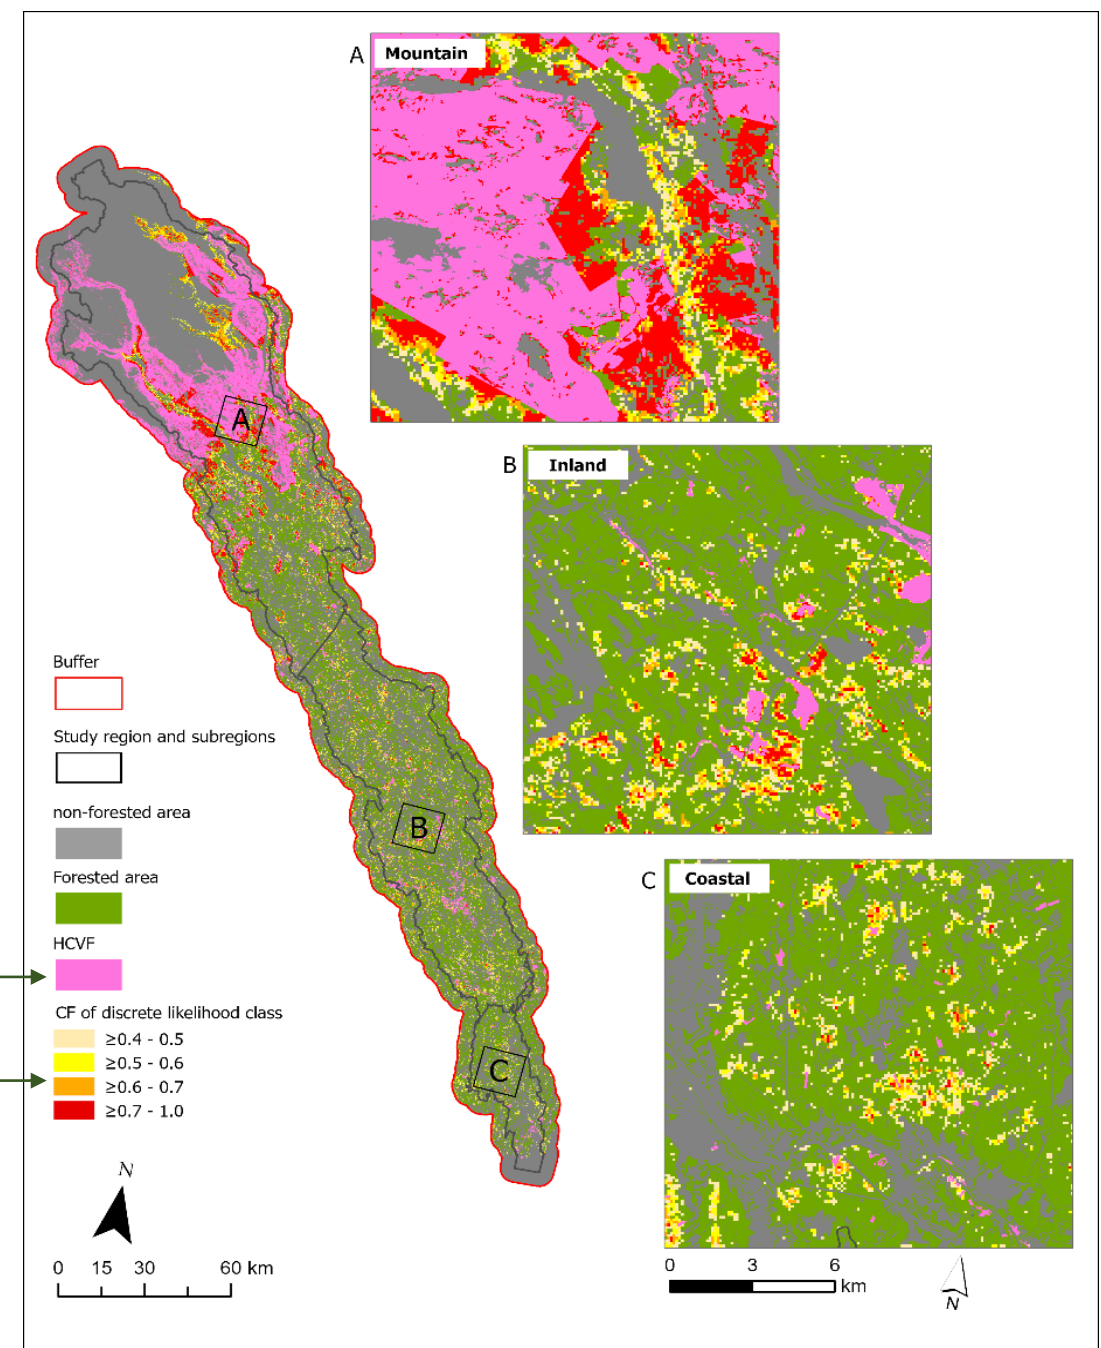 A
Mountain
A
B
Inland
Buffer
Study region and subregions
non-forested area
B
Forested area
C
Coastal
HCVF
CF of discrete likelihood class
≥0.4 - 0.5
≥0.5 - 0.6
≥0.6 - 0.7
≥0.7 - 1.0
C
N
0 15 30 60 km
0 3 6
km
N